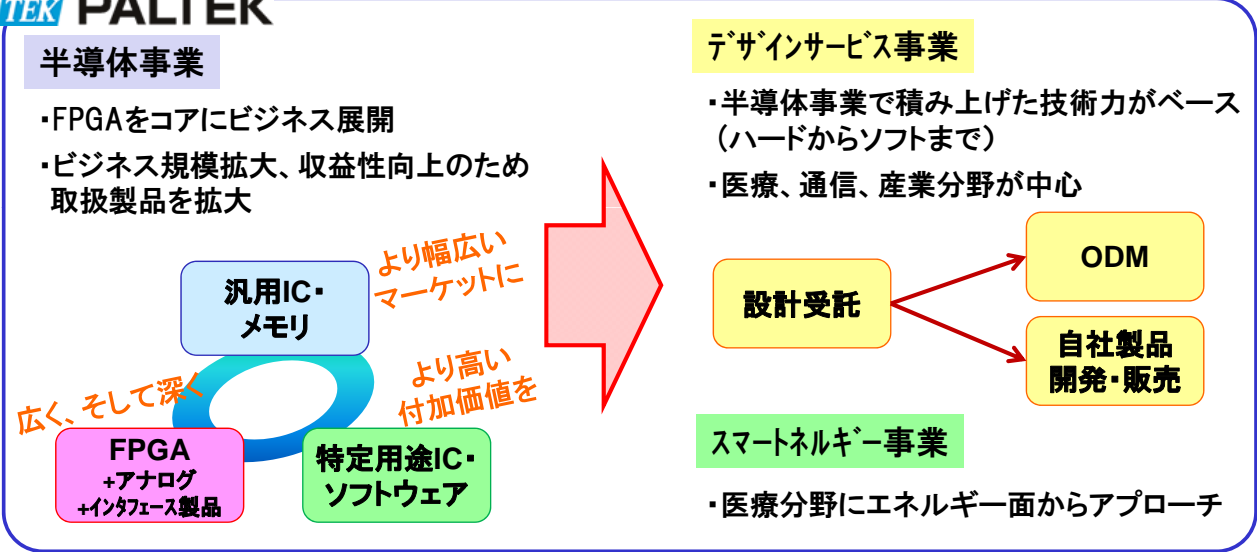 TEK PALTEK
半導体事業
・FPGAをコアにビジネス展開
・ビジネス規模拡大、収益性向上のため
取扱製品を拡大
より幅広い
マーケットに
汎用IC・
メモリ
広く、そして深く
より高い
付加価値を
FPGA
+アナログ
+インタフェース製品
特定用途IC・
ソフトウェア
ﾃﾞｻﾞｲﾝｻｰﾋﾞｽ事業
・半導体事業で積み上げた技術力がベース
（ハードからソフトまで）
・医療、通信、産業分野が中心
設計受託
ODM
自社製品
開発・販売
ｽﾏｰﾄﾈﾙｷﾞｰ事業
・医療分野にエネルギー面からアプローチ